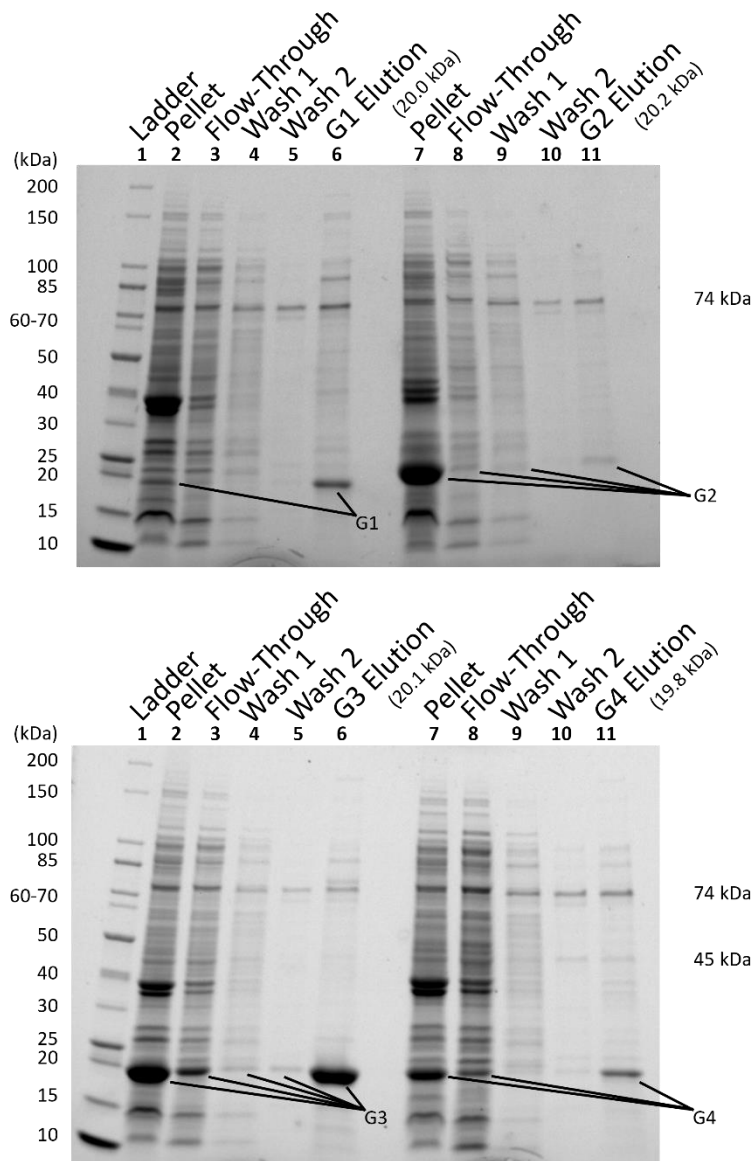 Ladder
Pellet
Flow-Through
Wash 1
Wash 2
G1 Elution
(20.0 kDa)
Pellet
Flow-Through
Wash 1
Wash 2
G2 Elution
(20.2 kDa)
(kDa) 1 2 3 4 5 6 7 8 9 10 11
200
150
100
85
74 kDa
60-70
50
40
30
25
20
G2
15
G1
10
Ladder
Pellet
Flow-Through
Wash 1
Wash 2
G3 Elution
(20.1 kDa)
Pellet
Flow-Through
Wash 1
Wash 2
G4 Elution
(19.8 kDa)
(kDa) 1 2 3 4 5 6 7 8 9 10 11
200
150
100
85
60-70 74 kDa
50
45 kDa
40
30
25
20
15
G3 G4
10